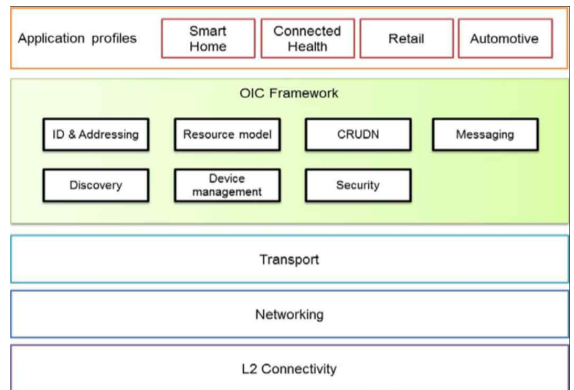 Application profiles
Smart
Home
Connected
Health
Retail
Automotive
OIC Framework
ID & Addressing
Resource model
CRUDN
Messaging
Discovery
Device
management
Security
Transport
Networking
L2 Connectivity